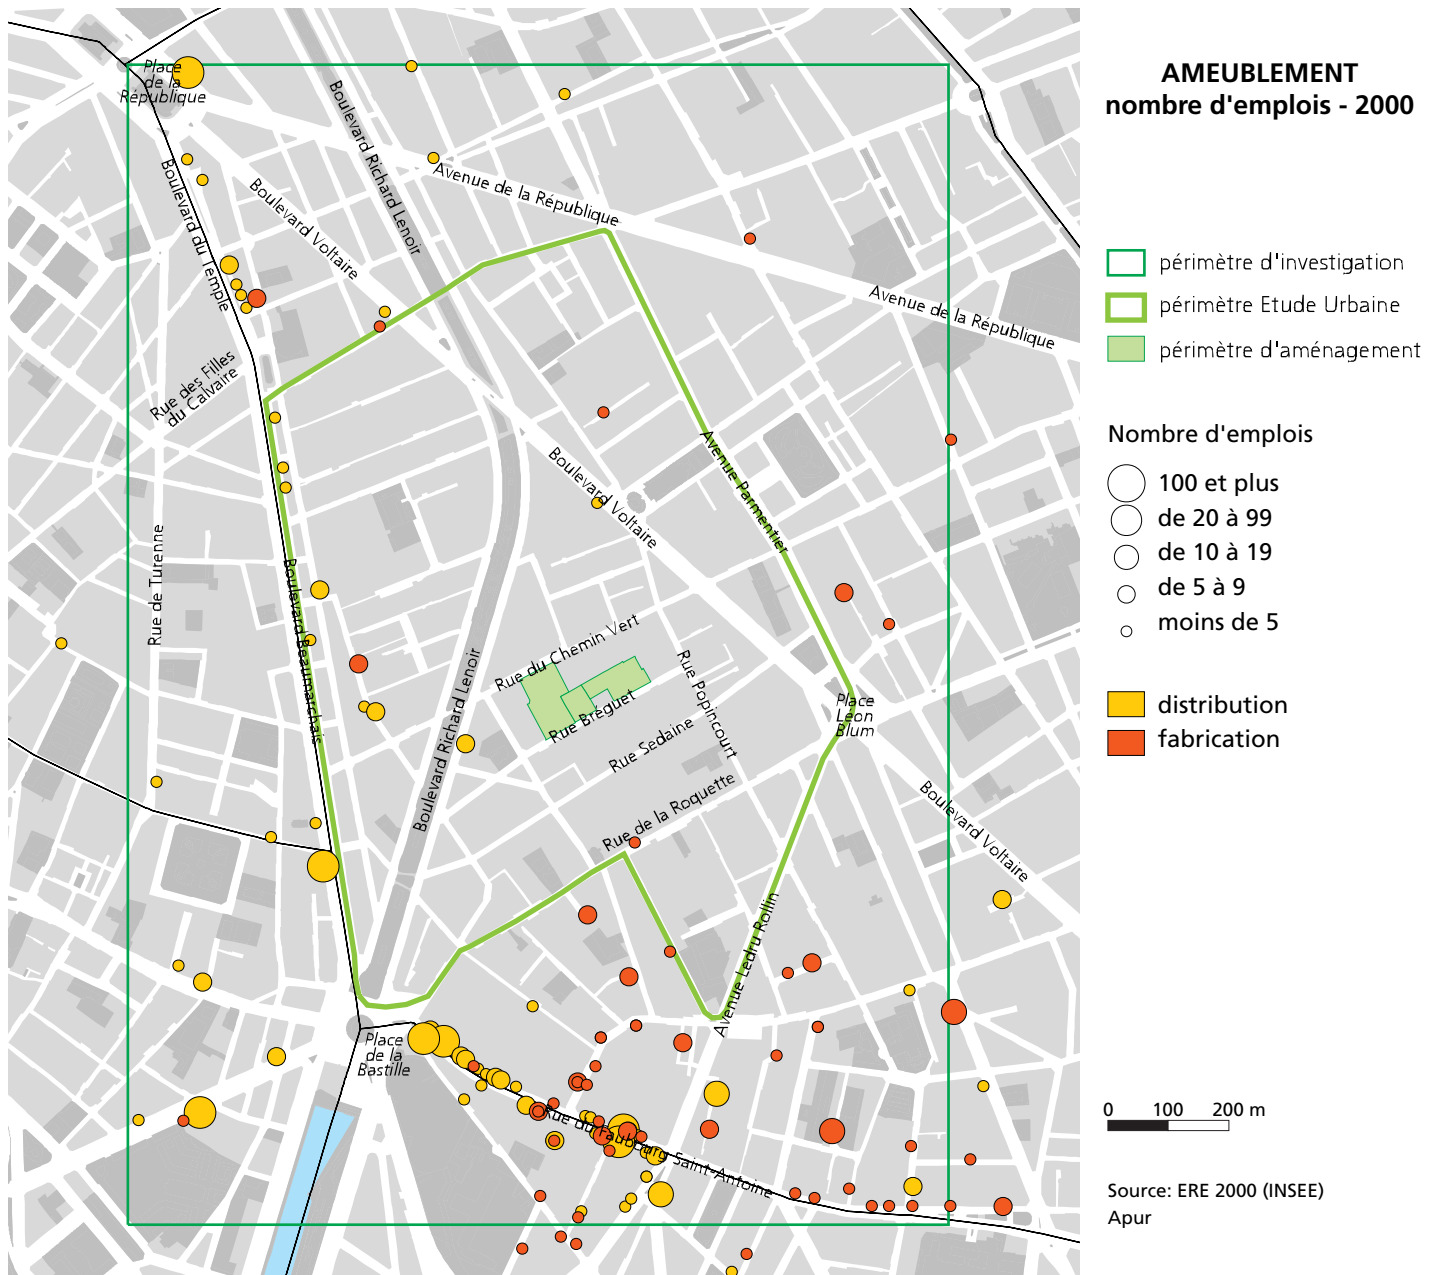 AMEUBLEMENT
nombre d'emplois - 2000
périmètre d'investigation
périmètre Etude Urbaine
périmètre d'aménagement
Nombre d'emplois
100 et plus
de 20 à 99
de 10 à 19
de 5 à 9
moins de 5
distribution
fabrication
0 100 200 m
Source: ERE 2000 (INSEE)
Apur
Place
de la
République
Boulevard Richard Lenoir
Boulevard du Temple
Boulevard Voltaire
Avenue de la République
Avenue de la République
Rue des Filles
du Calvaire
Avenue Parmentier
Boulevard Voltaire
Rue de Turenne
Boulevard Beaumarchais
Rue du Chemin Vert
Rue Bréguet
Rue Popincourt
Rue Sedaine
Boulevard Richard Lenoir
Place
Léon
Blum
Rue de la Roquette
Boulevard Voltaire
Avenue Ledru Rollin
Place
de la
Bastille
Rue du Faubourg Saint-Antoine